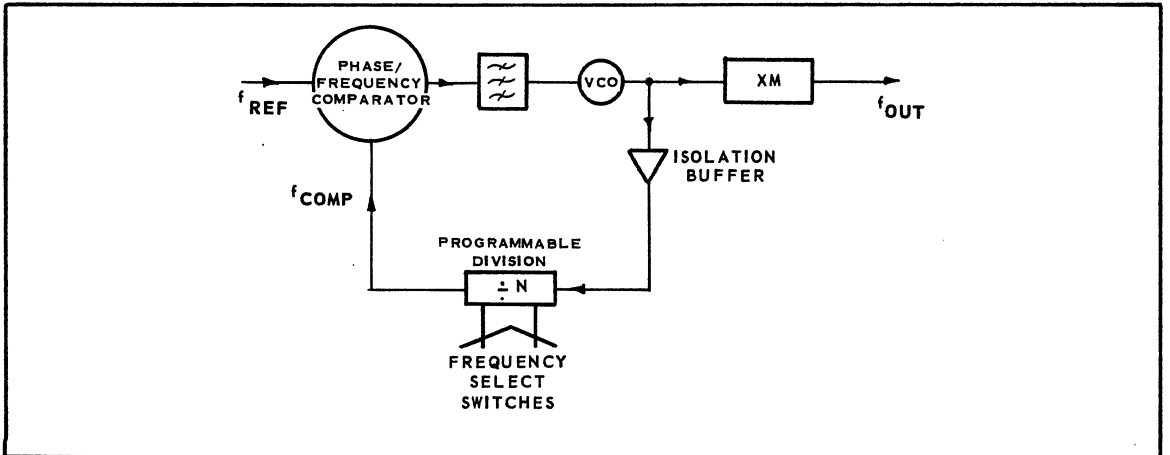 PHASE/
FREQUENCY
COMPARATOR
f REF
VCO
XM
f OUT
ISOLATION
BUFFER
f COMP
PROGRAMMABLE
DIVISION
÷ N
FREQUENCY
SELECT
SWITCHES